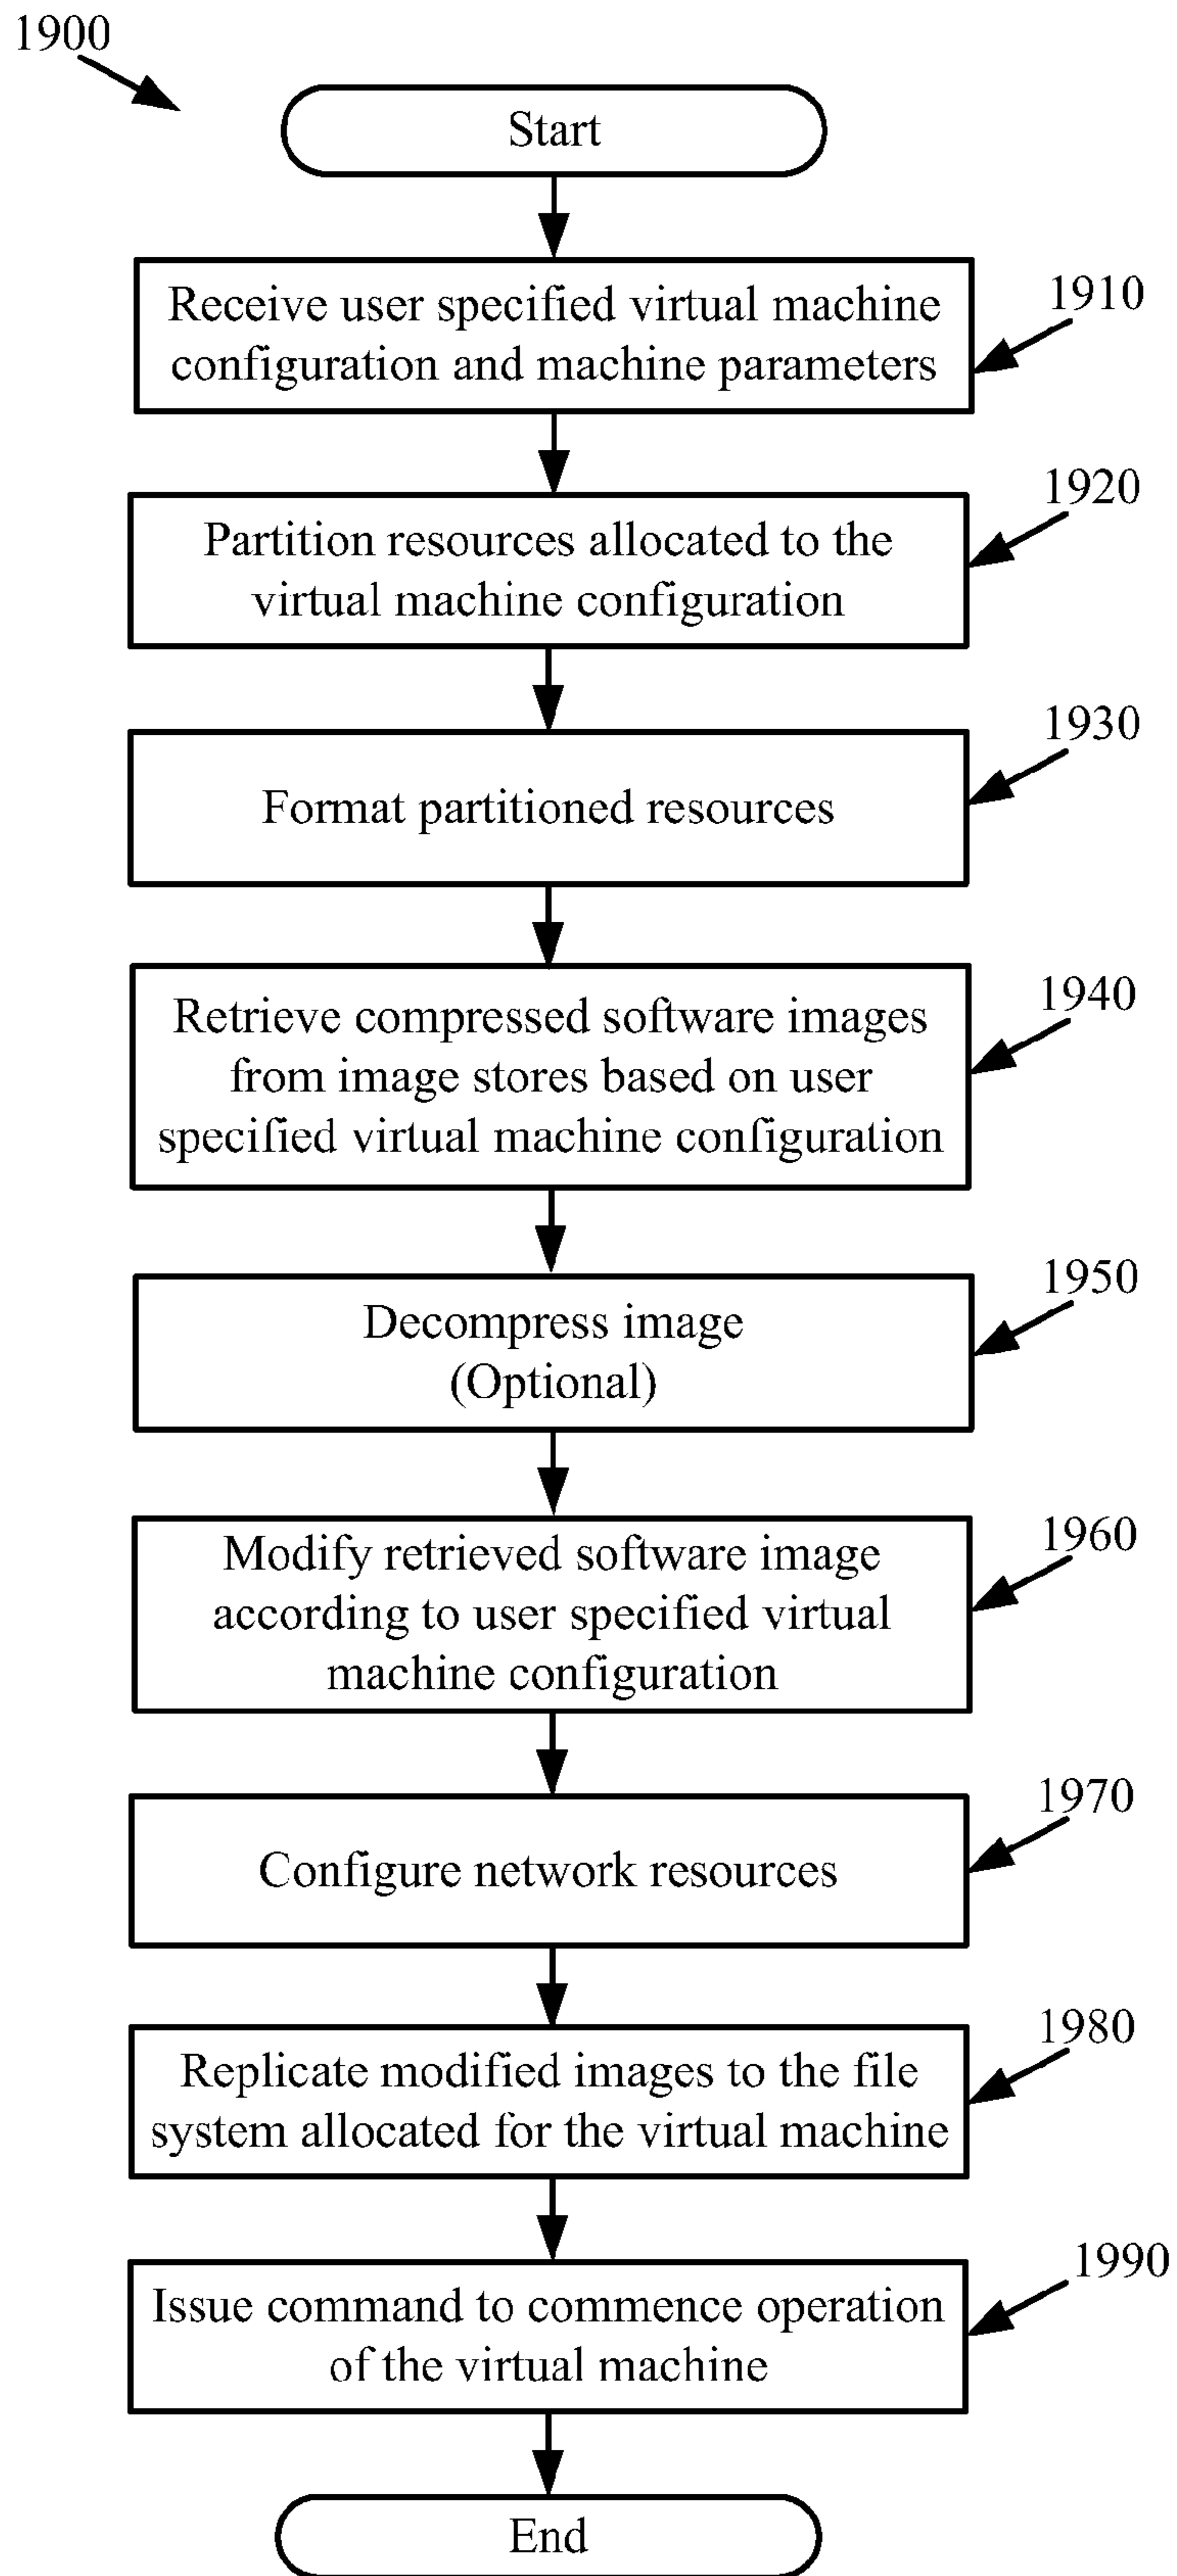 1900
Start
Receive user specified virtual machine
configuration and machine parameters
1910
Partition resources allocated to the
virtual machine configuration
1920
Format partitioned resources
1930
Retrieve compressed software images
from image stores based on user
specified virtual machine configuration
1940
Decompress image
(Optional)
1950
Modify retrieved software image
according to user specified virtual
machine configuration
1960
Configure network resources
1970
Replicate modified images to the file
system allocated for the virtual machine
1980
Issue command to commence operation
of the virtual machine
1990
End